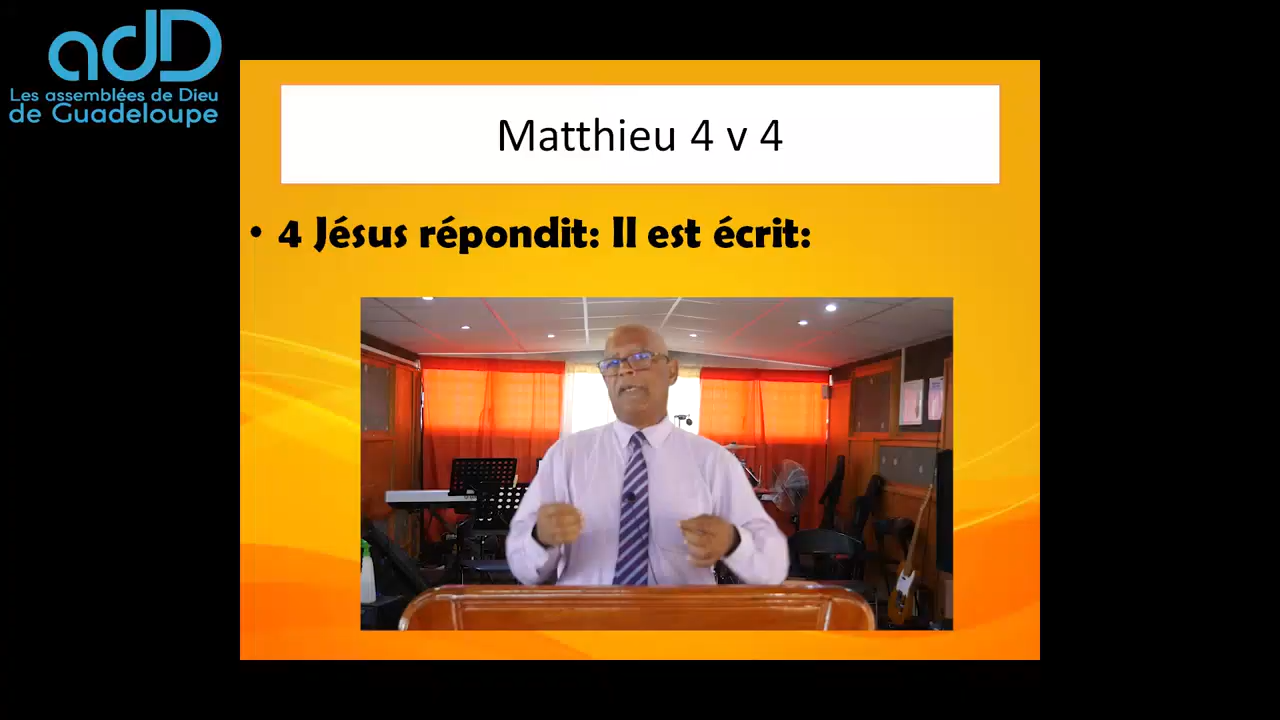 adD
Les assemblées de Dieu
de Guadeloupe
Matthieu 4 v 4
• 4 Jésus répondit: Il est écrit: